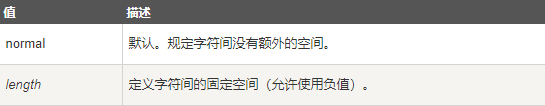 值 描述
normal 默认。规定字符间没有额外的空间。
length 定义字符间的固定空间（允许使用负值）。